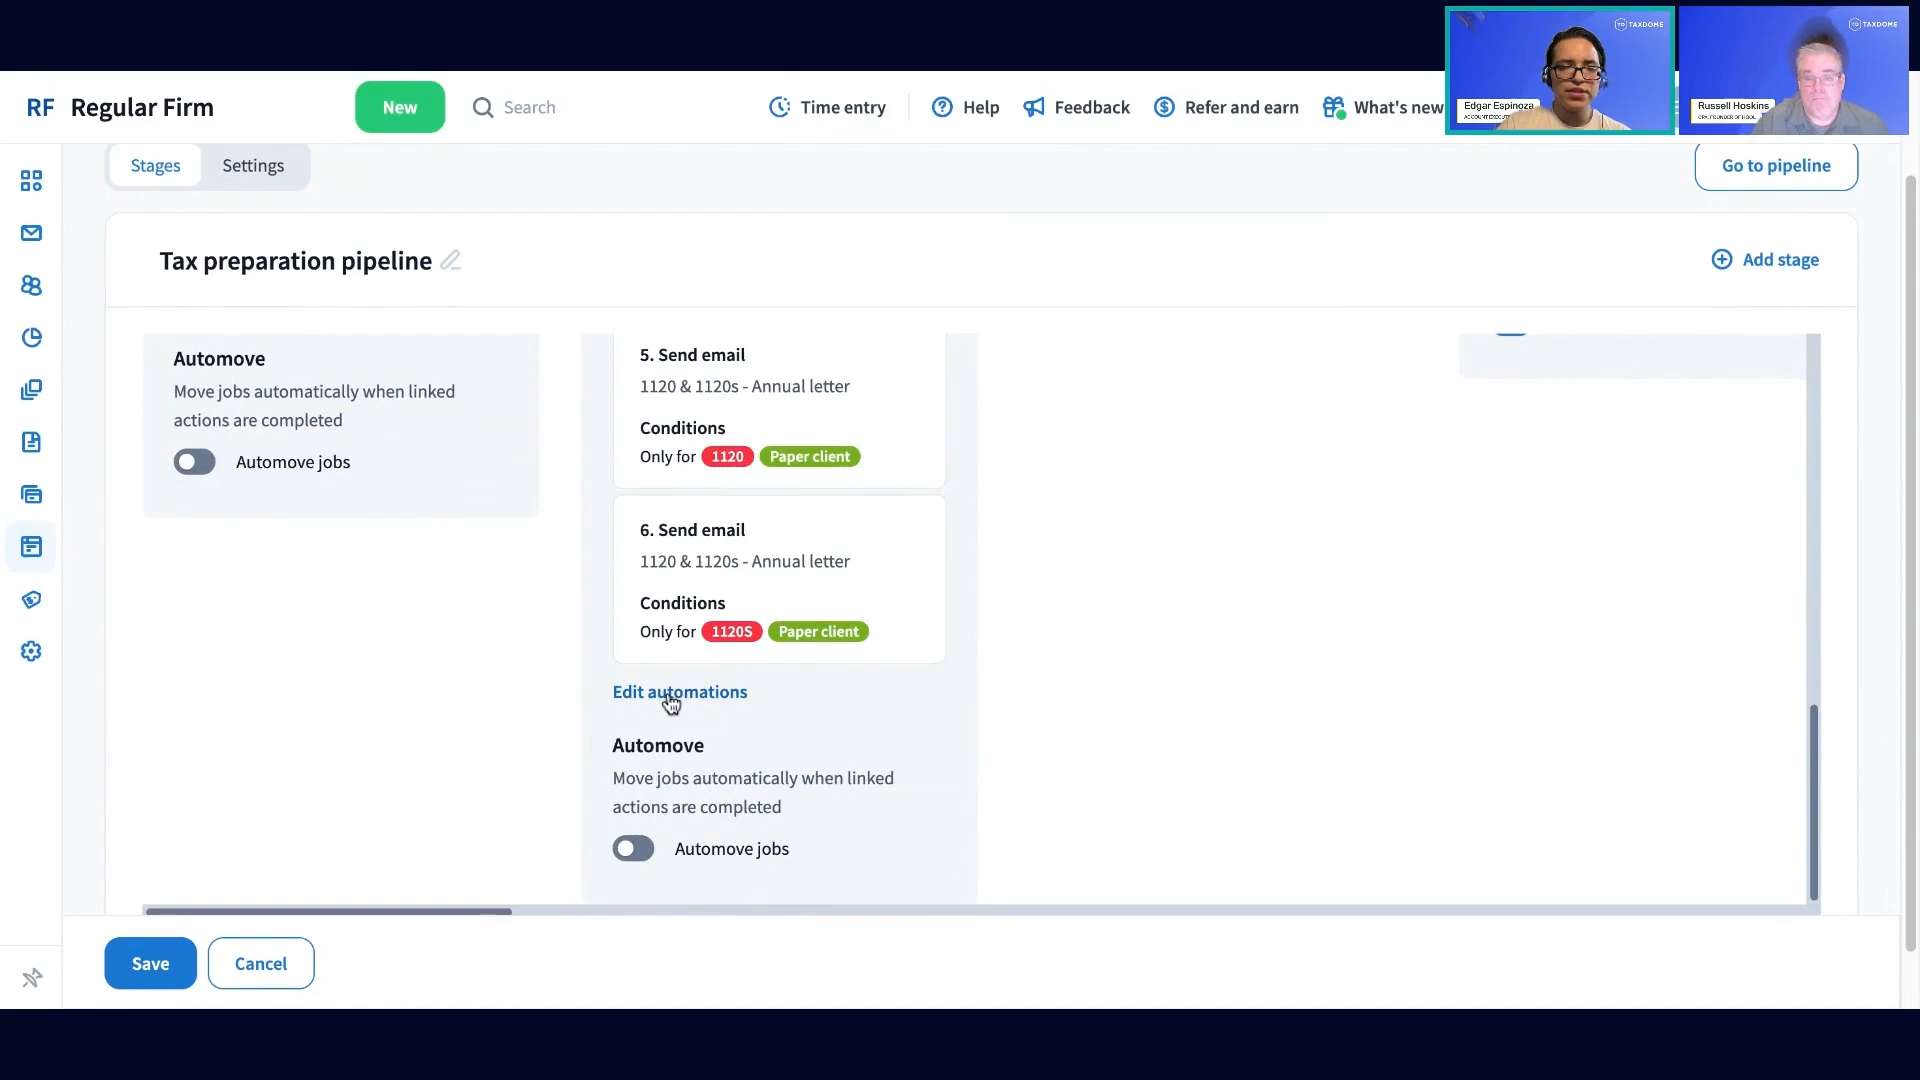 TAXDOME
TAXDOME
RF Regular Firm
New
Search
Time entry
Help
Feedback
Refer and earn
What's new
Edgar Espinoza
Russell Hoskins
Stages
Settings
Go to pipeline
Tax preparation pipeline
Add stage
Automove
Move jobs automatically when linked
actions are completed
Automove jobs
5. Send email
1120 & 1120s - Annual letter
Conditions
Only for 1120 Paper client
6. Send email
1120 & 1120s - Annual letter
Conditions
Only for 1120S Paper client
Edit automations
Automove
Move jobs automatically when linked
actions are completed
Automove jobs
Save
Cancel